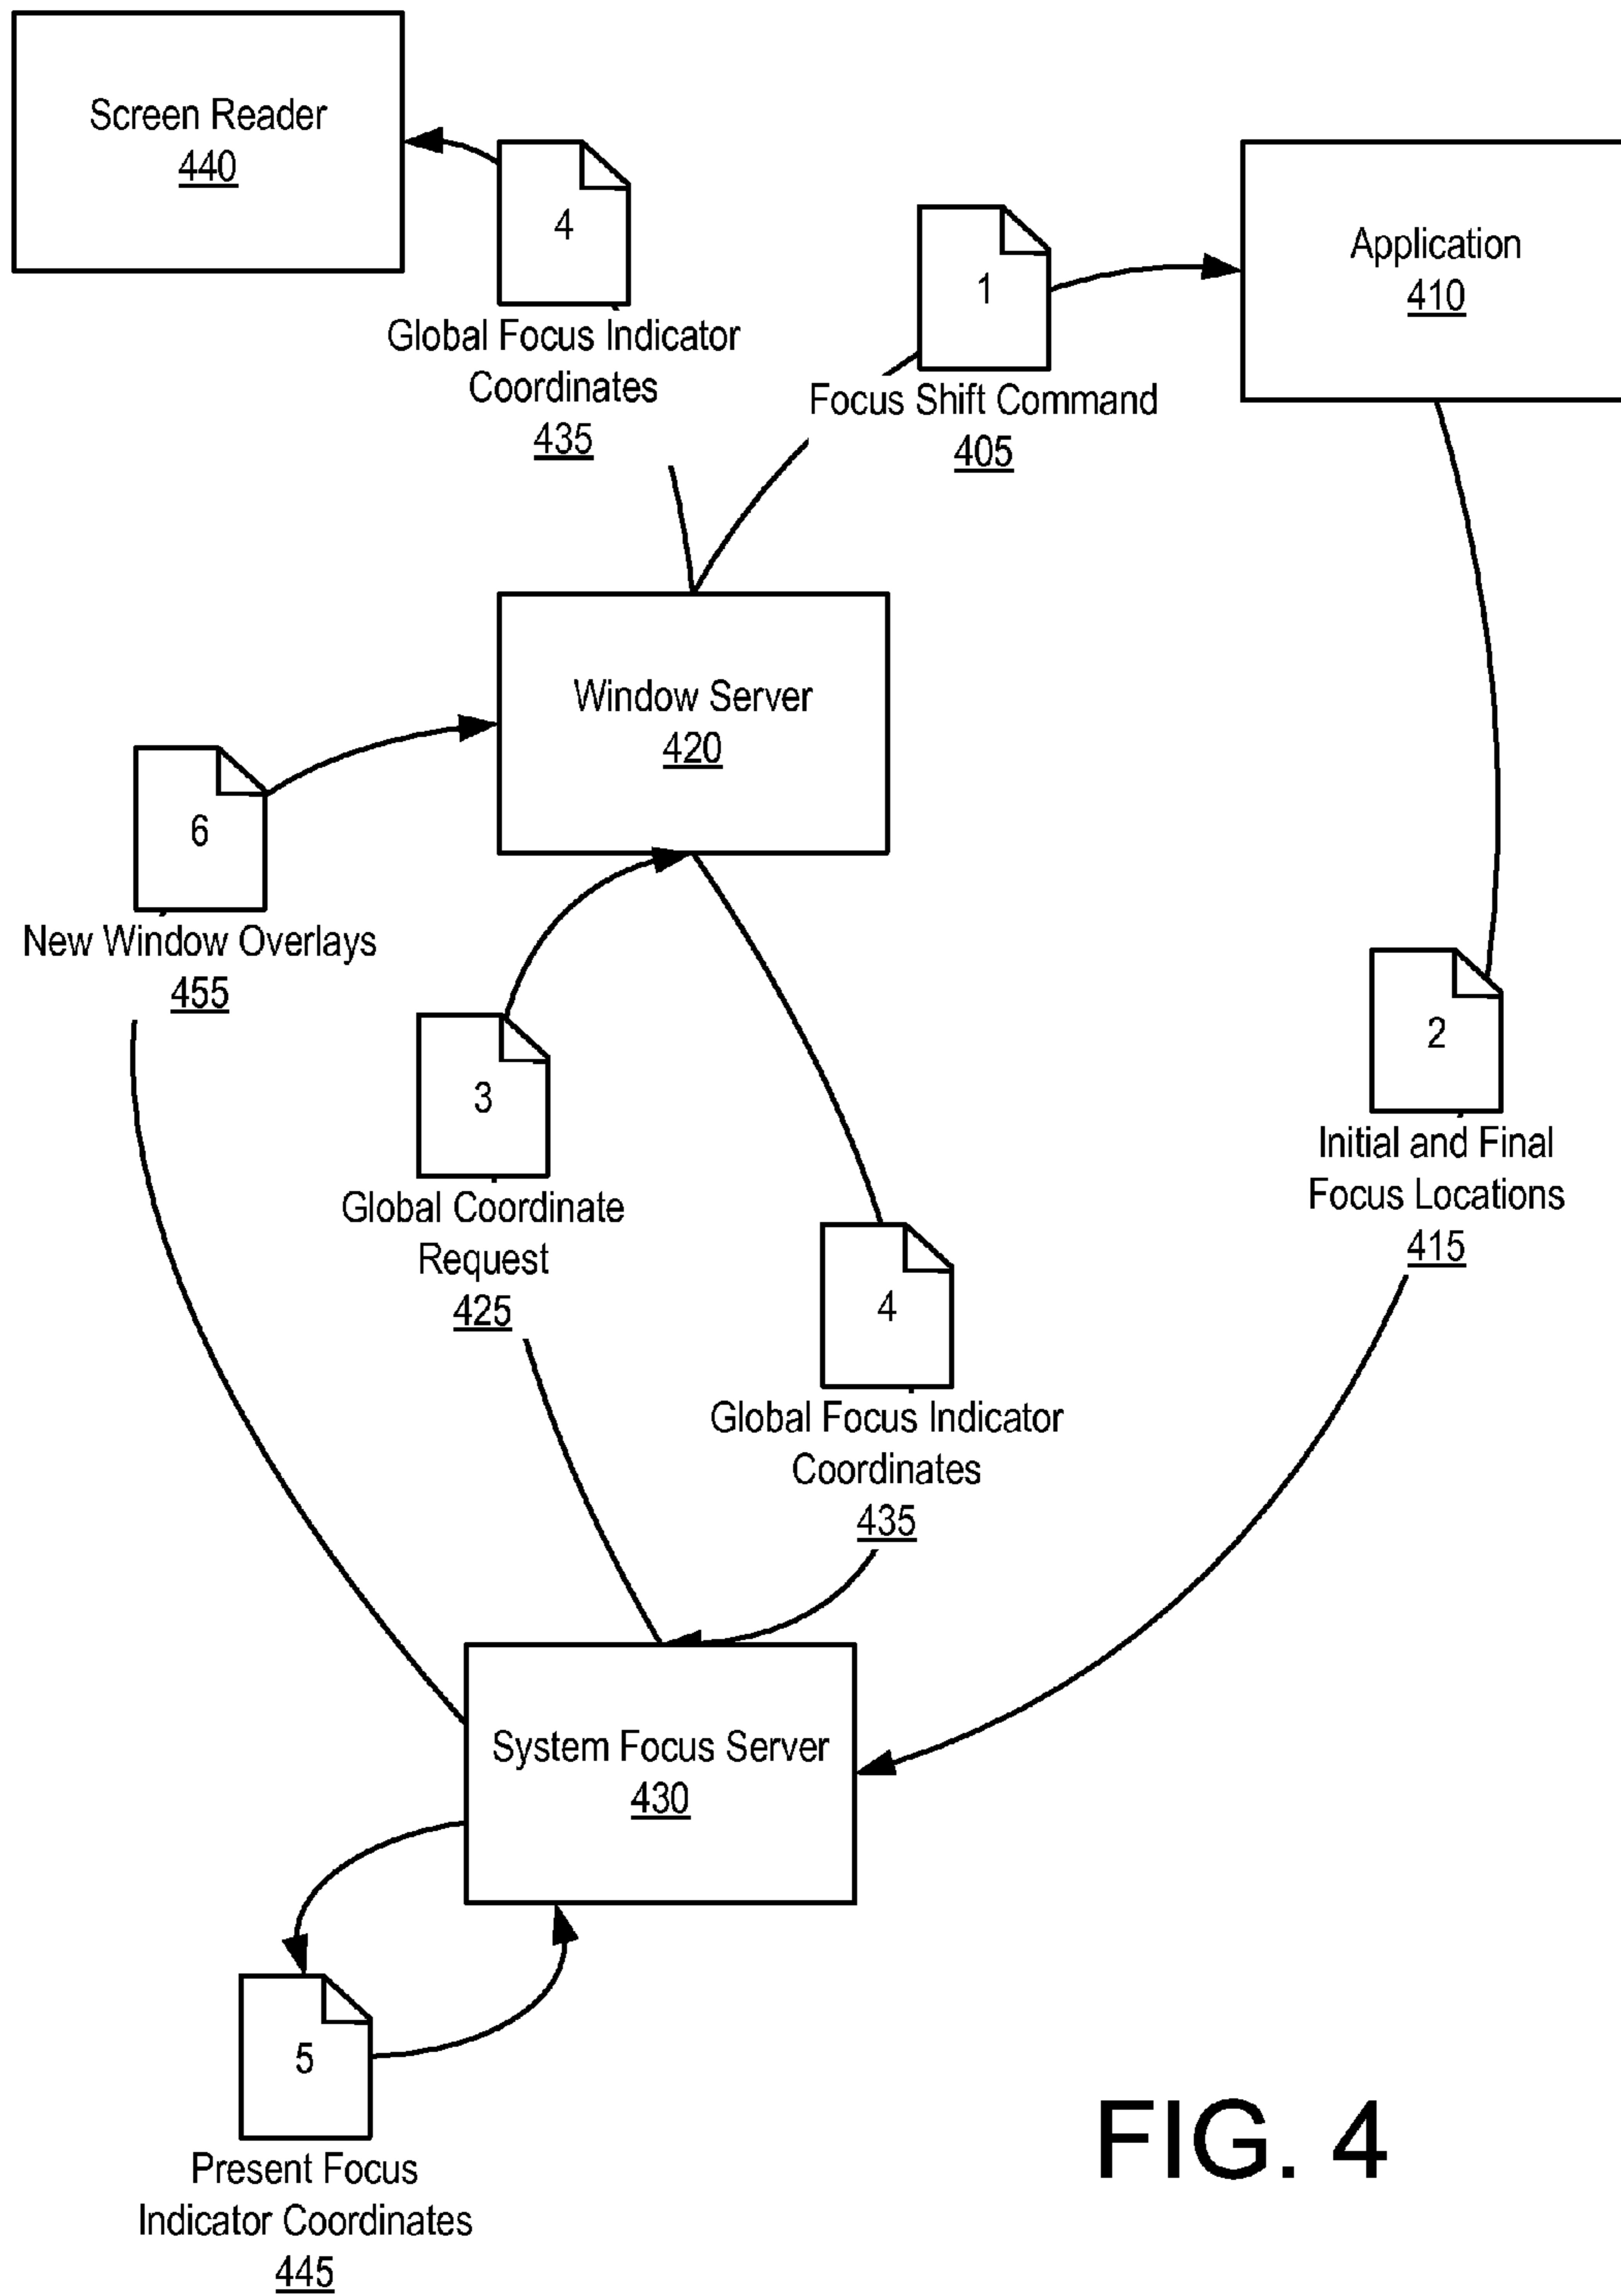 Screen Reader
440
4
Global Focus Indicator
Coordinates
435
1
Focus Shift Command
405
Application
410
Window Server
420
6
New Window Overlays
455
3
Global Coordinate
Request
425
2
Initial and Final
Focus Locations
415
4
Global Focus Indicator
Coordinates
435
System Focus Server
430
5
Present Focus
Indicator Coordinates
445
FIG. 4